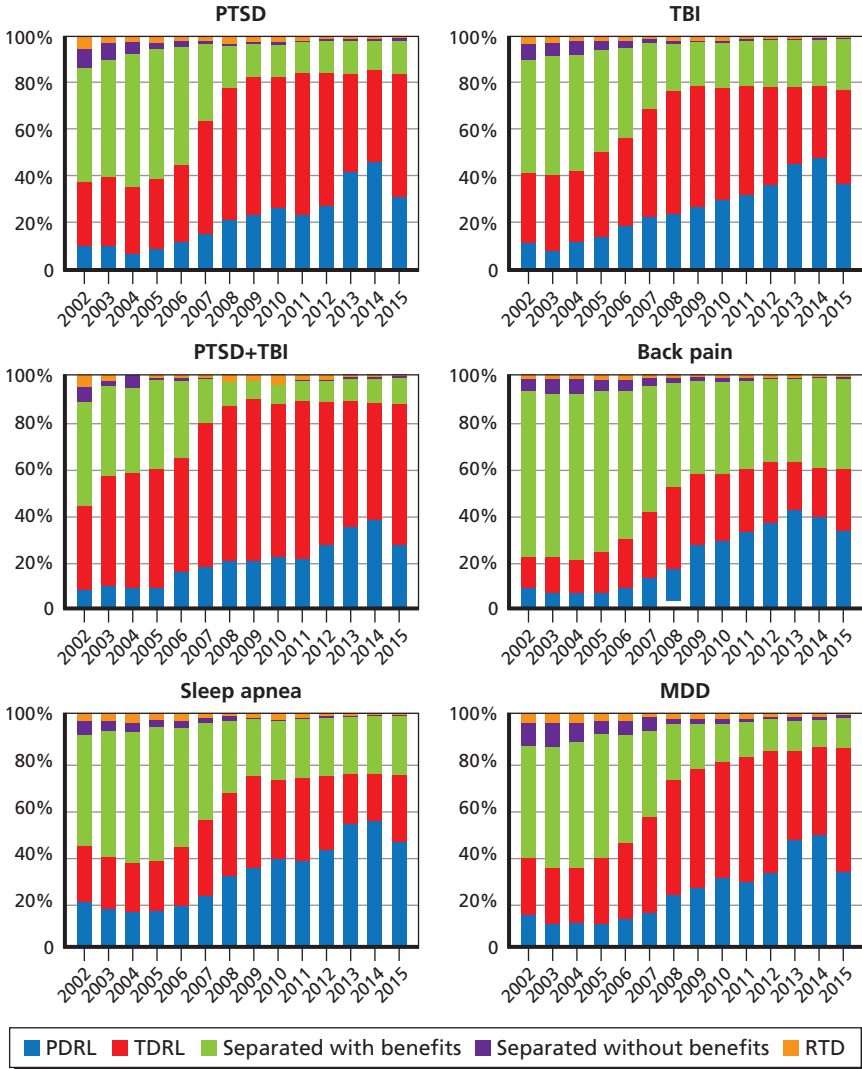 PTSD
TBI
100%
80%
60%
40%
20%
0
100%
80%
60%
40%
20%
0
2002 2003 2004 2005 2006 2007 2008 2009 2010 2011 2012 2013 2014 2015
2002 2003 2004 2005 2006 2007 2008 2009 2010 2011 2012 2013 2014 2015
PTSD+TBI
Back pain
100%
80%
60%
40%
20%
0
100%
80%
60%
40%
20%
0
2002 2003 2004 2005 2006 2007 2008 2009 2010 2011 2012 2013 2014 2015
2002 2003 2004 2005 2006 2007 2008 2009 2010 2011 2012 2013 2014 2015
Sleep apnea
MDD
100%
80%
60%
40%
20%
0
100%
80%
60%
40%
20%
0
2002 2003 2004 2005 2006 2007 2008 2009 2010 2011 2012 2013 2014 2015
2002 2003 2004 2005 2006 2007 2008 2009 2010 2011 2012 2013 2014 2015
PDRL TDRL Separated with benefits Separated without benefits RTD